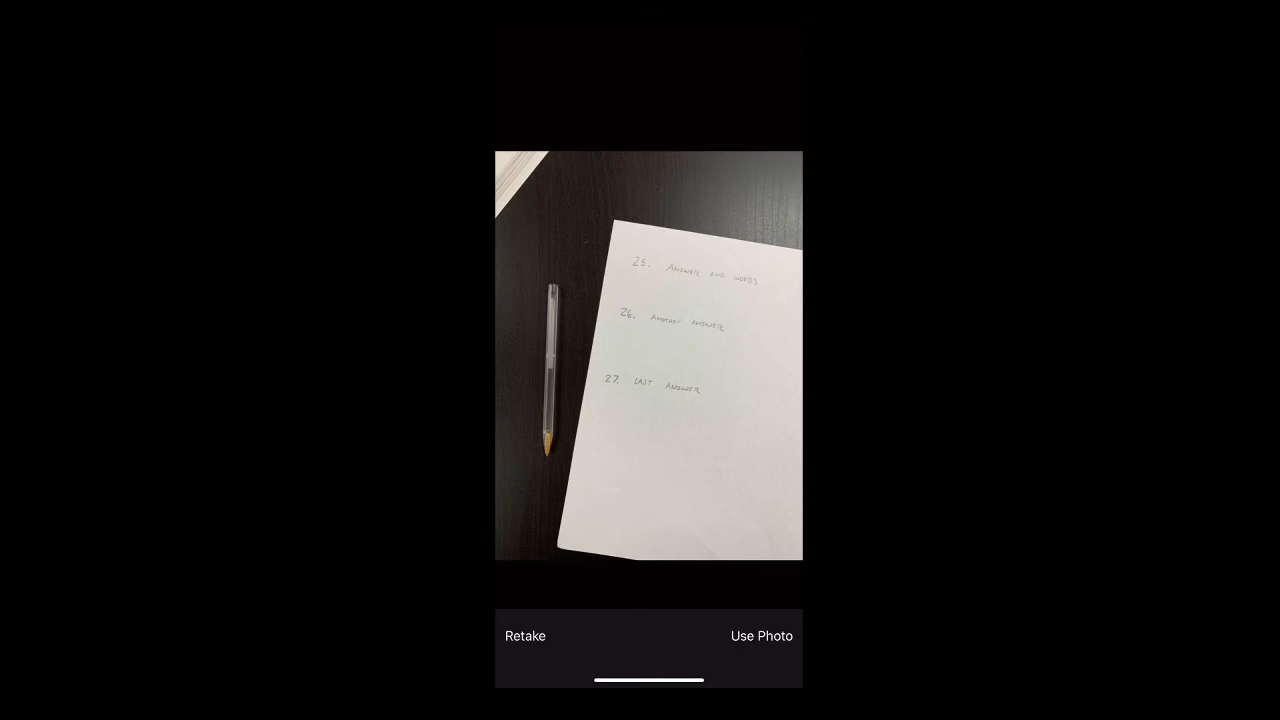 25. ANSWER AND WORDS
26. ANOTHER ANSWER
27. LAST ANSWER
Retake
Use Photo